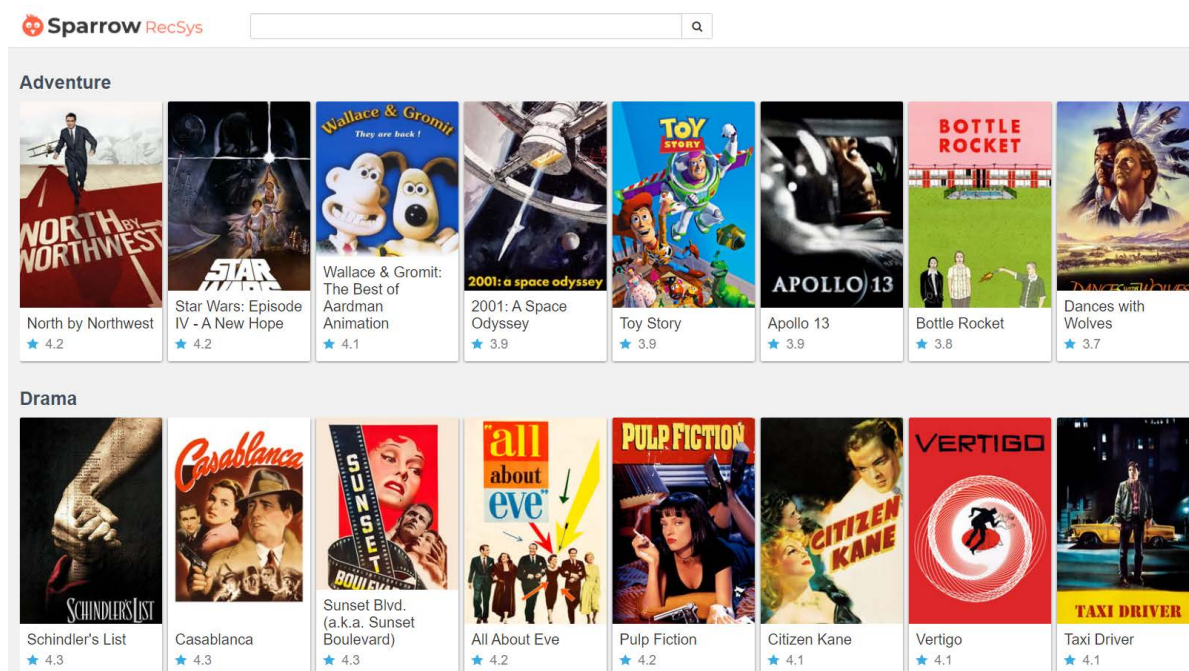 Sparrow RecSys
Adventure
NORTH BY
NORTHWEST
North by Northwest
4.2
STAR
WARS
Star Wars: Episode
IV - A New Hope
4.2
Wallace & Gromit
They are back !
Wallace & Gromit:
The Best of
Aardman
Animation
4.1
2001: a space odyssey
2001: A Space
Odyssey
3.9
TOY
STORY
Toy Story
3.9
APOLLO 13
Apollo 13
3.9
BOTTLE
ROCKET
Bottle Rocket
3.8
DANCES WITH WOLVES
Dances with
Wolves
3.7
Drama
SCHINDLER'S LIST
Schindler's List
4.3
Casablanca
Casablanca
4.3
SUNSET
BOULEV
Sunset Blvd.
(a.k.a. Sunset
Boulevard)
4.3
"all
about
eve"
All About Eve
4.2
PULP FICTION
Pulp Fiction
4.2
CITIZEN
KANE
Citizen Kane
4.1
VERTIGO
Vertigo
4.1
TAXI DRIVER
Taxi Driver
4.1